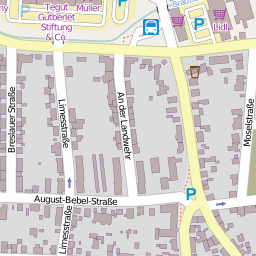 Tegut
Gutberlet
Stiftung
& Co.
Müller
Lidl
P
P
P
Breslauer Straße
Limesstraße
An der Landwehr
Moselstraße
August-Bebel-Straße
Limesstraße